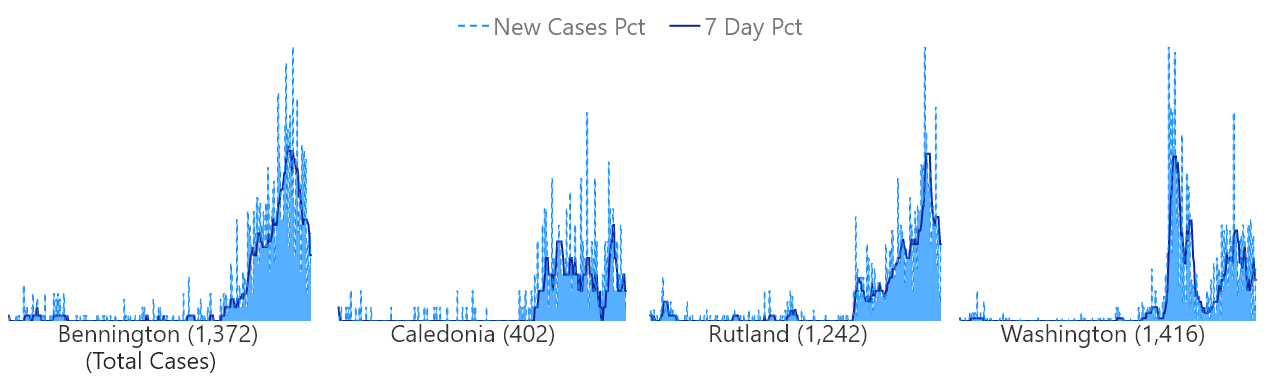 New Cases Pct 7 Day Pct
Bennington (1,372) Caledonia (402) Rutland (1,242) Washington (1,416)
(Total Cases)